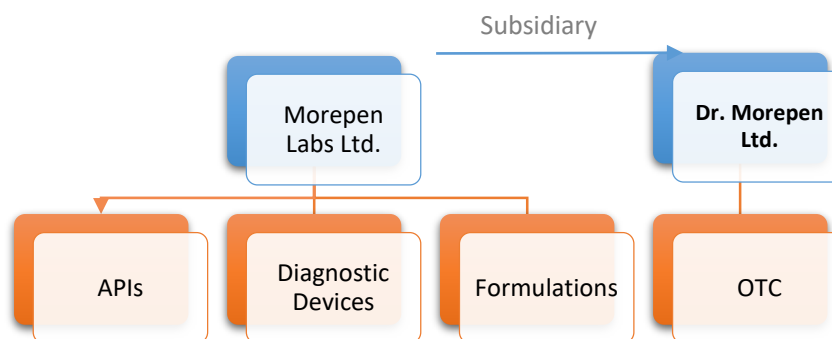 Subsidiary
Morepen
Labs Ltd.
Dr. Morepen
Ltd.
APIs
Diagnostic
Devices
Formulations
OTC